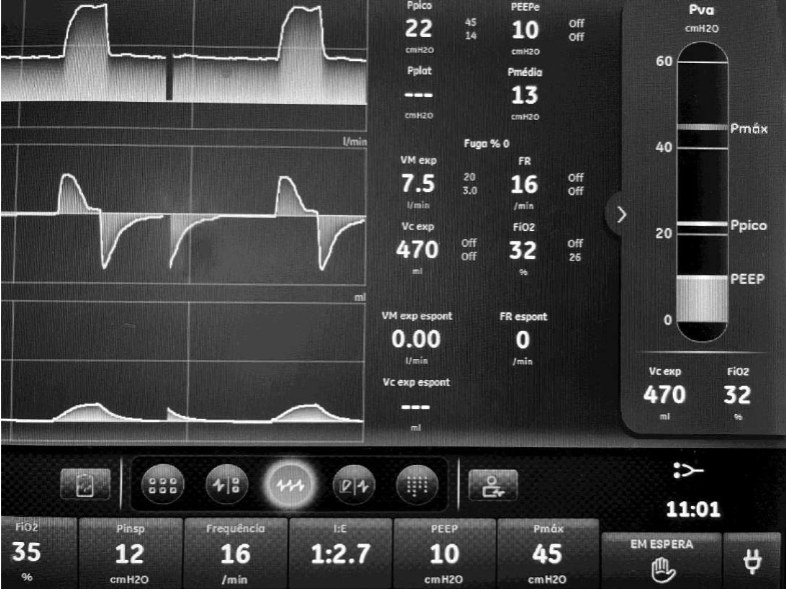 Ppico PEEPe
22 45 14 10 Off Off
cmH2O cmH2O
Pplat Pmédia
--- 13
cmH2O cmH2O
l/min
Fuga % 0
VM exp FR
7.5 20 3.0 16 Off Off
l/min /min
Vc exp FiO2
470 Off Off 32 Off 26
ml %
ml
VM exp espont FR espont
0.00 0
l/min /min
Vc exp espont
---
ml
Pva
cmH2O
60
Pmáx
40
Ppico
20
PEEP
0
Vc exp FiO2
470 32
ml %
11:01
FiO2 Pinsp Frequência I:E PEEP Pmáx EM ESPERA
35 12 16 1:2.7 10 45
% cmH2O /min cmH2O cmH2O